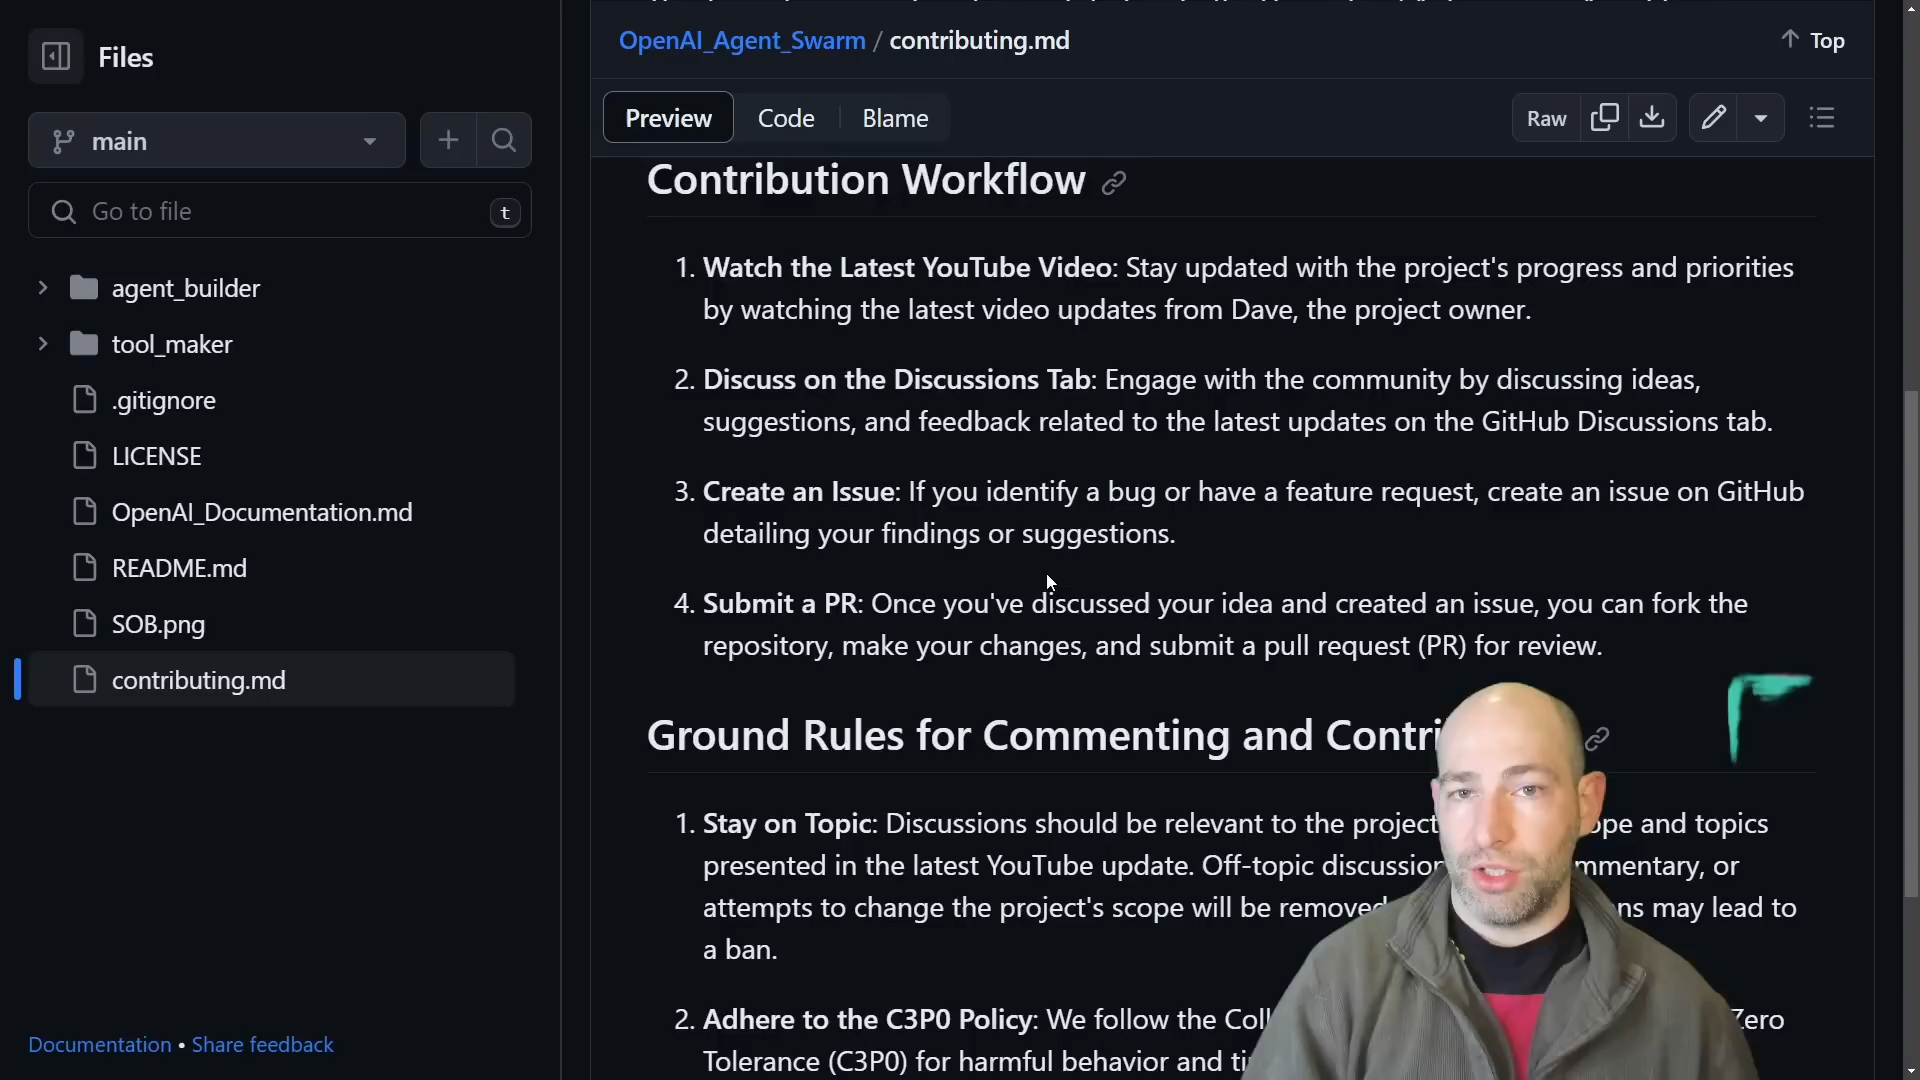 Files
main
Go to file
t
agent_builder
tool_maker
.gitignore
LICENSE
OpenAI_Documentation.md
README.md
SOB.png
contributing.md
Documentation • Share feedback
OpenAI_Agent_Swarm / contributing.md
Top
Preview
Code
Blame
Raw
Contribution Workflow
1. Watch the Latest YouTube Video: Stay updated with the project's progress and priorities
by watching the latest video updates from Dave, the project owner.
2. Discuss on the Discussions Tab: Engage with the community by discussing ideas,
suggestions, and feedback related to the latest updates on the GitHub Discussions tab.
3. Create an Issue: If you identify a bug or have a feature request, create an issue on GitHub
detailing your findings or suggestions.
4. Submit a PR: Once you've discussed your idea and created an issue, you can fork the
repository, make your changes, and submit a pull request (PR) for review.
Ground Rules for Commenting and Contri
1. Stay on Topic: Discussions should be relevant to the project and topics
presented in the latest YouTube update. Off-topic or
attempts to change the project's scope will be removed may lead to
a ban.
2. Adhere to the C3P0 Policy: We follow the Zero
Tolerance (C3P0) for harmful behavior and